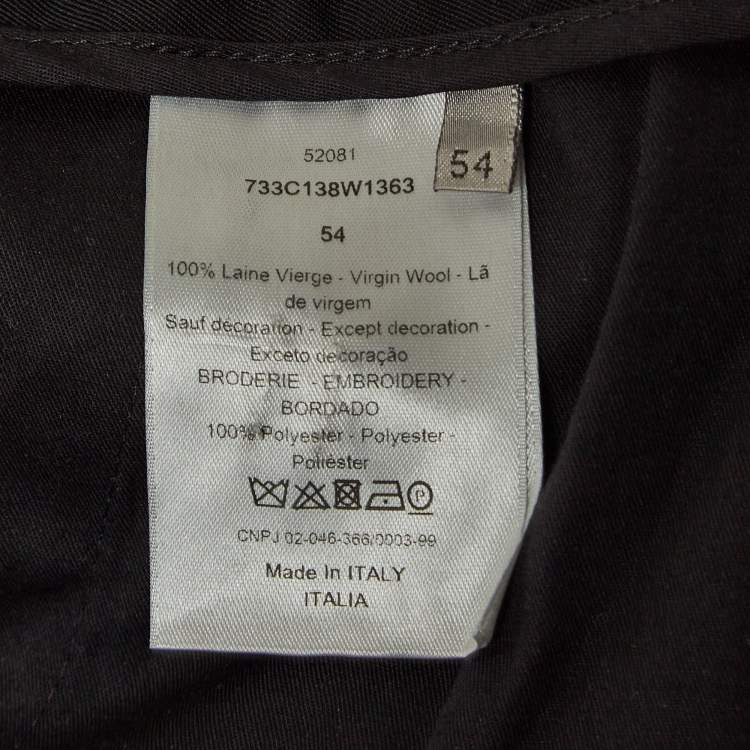 52081
733C138W1363
54
54
100% Laine Vierge - Virgin Wool - Lã
de virgem
Sauf décoration - Except decoration -
Exceto decoração
BRODERIE - EMBROIDERY -
BORDADO
100% Polyester - Polyester -
Poliéster
P
CNPJ 02-046-366/0003-99
Made In ITALY
ITALIA